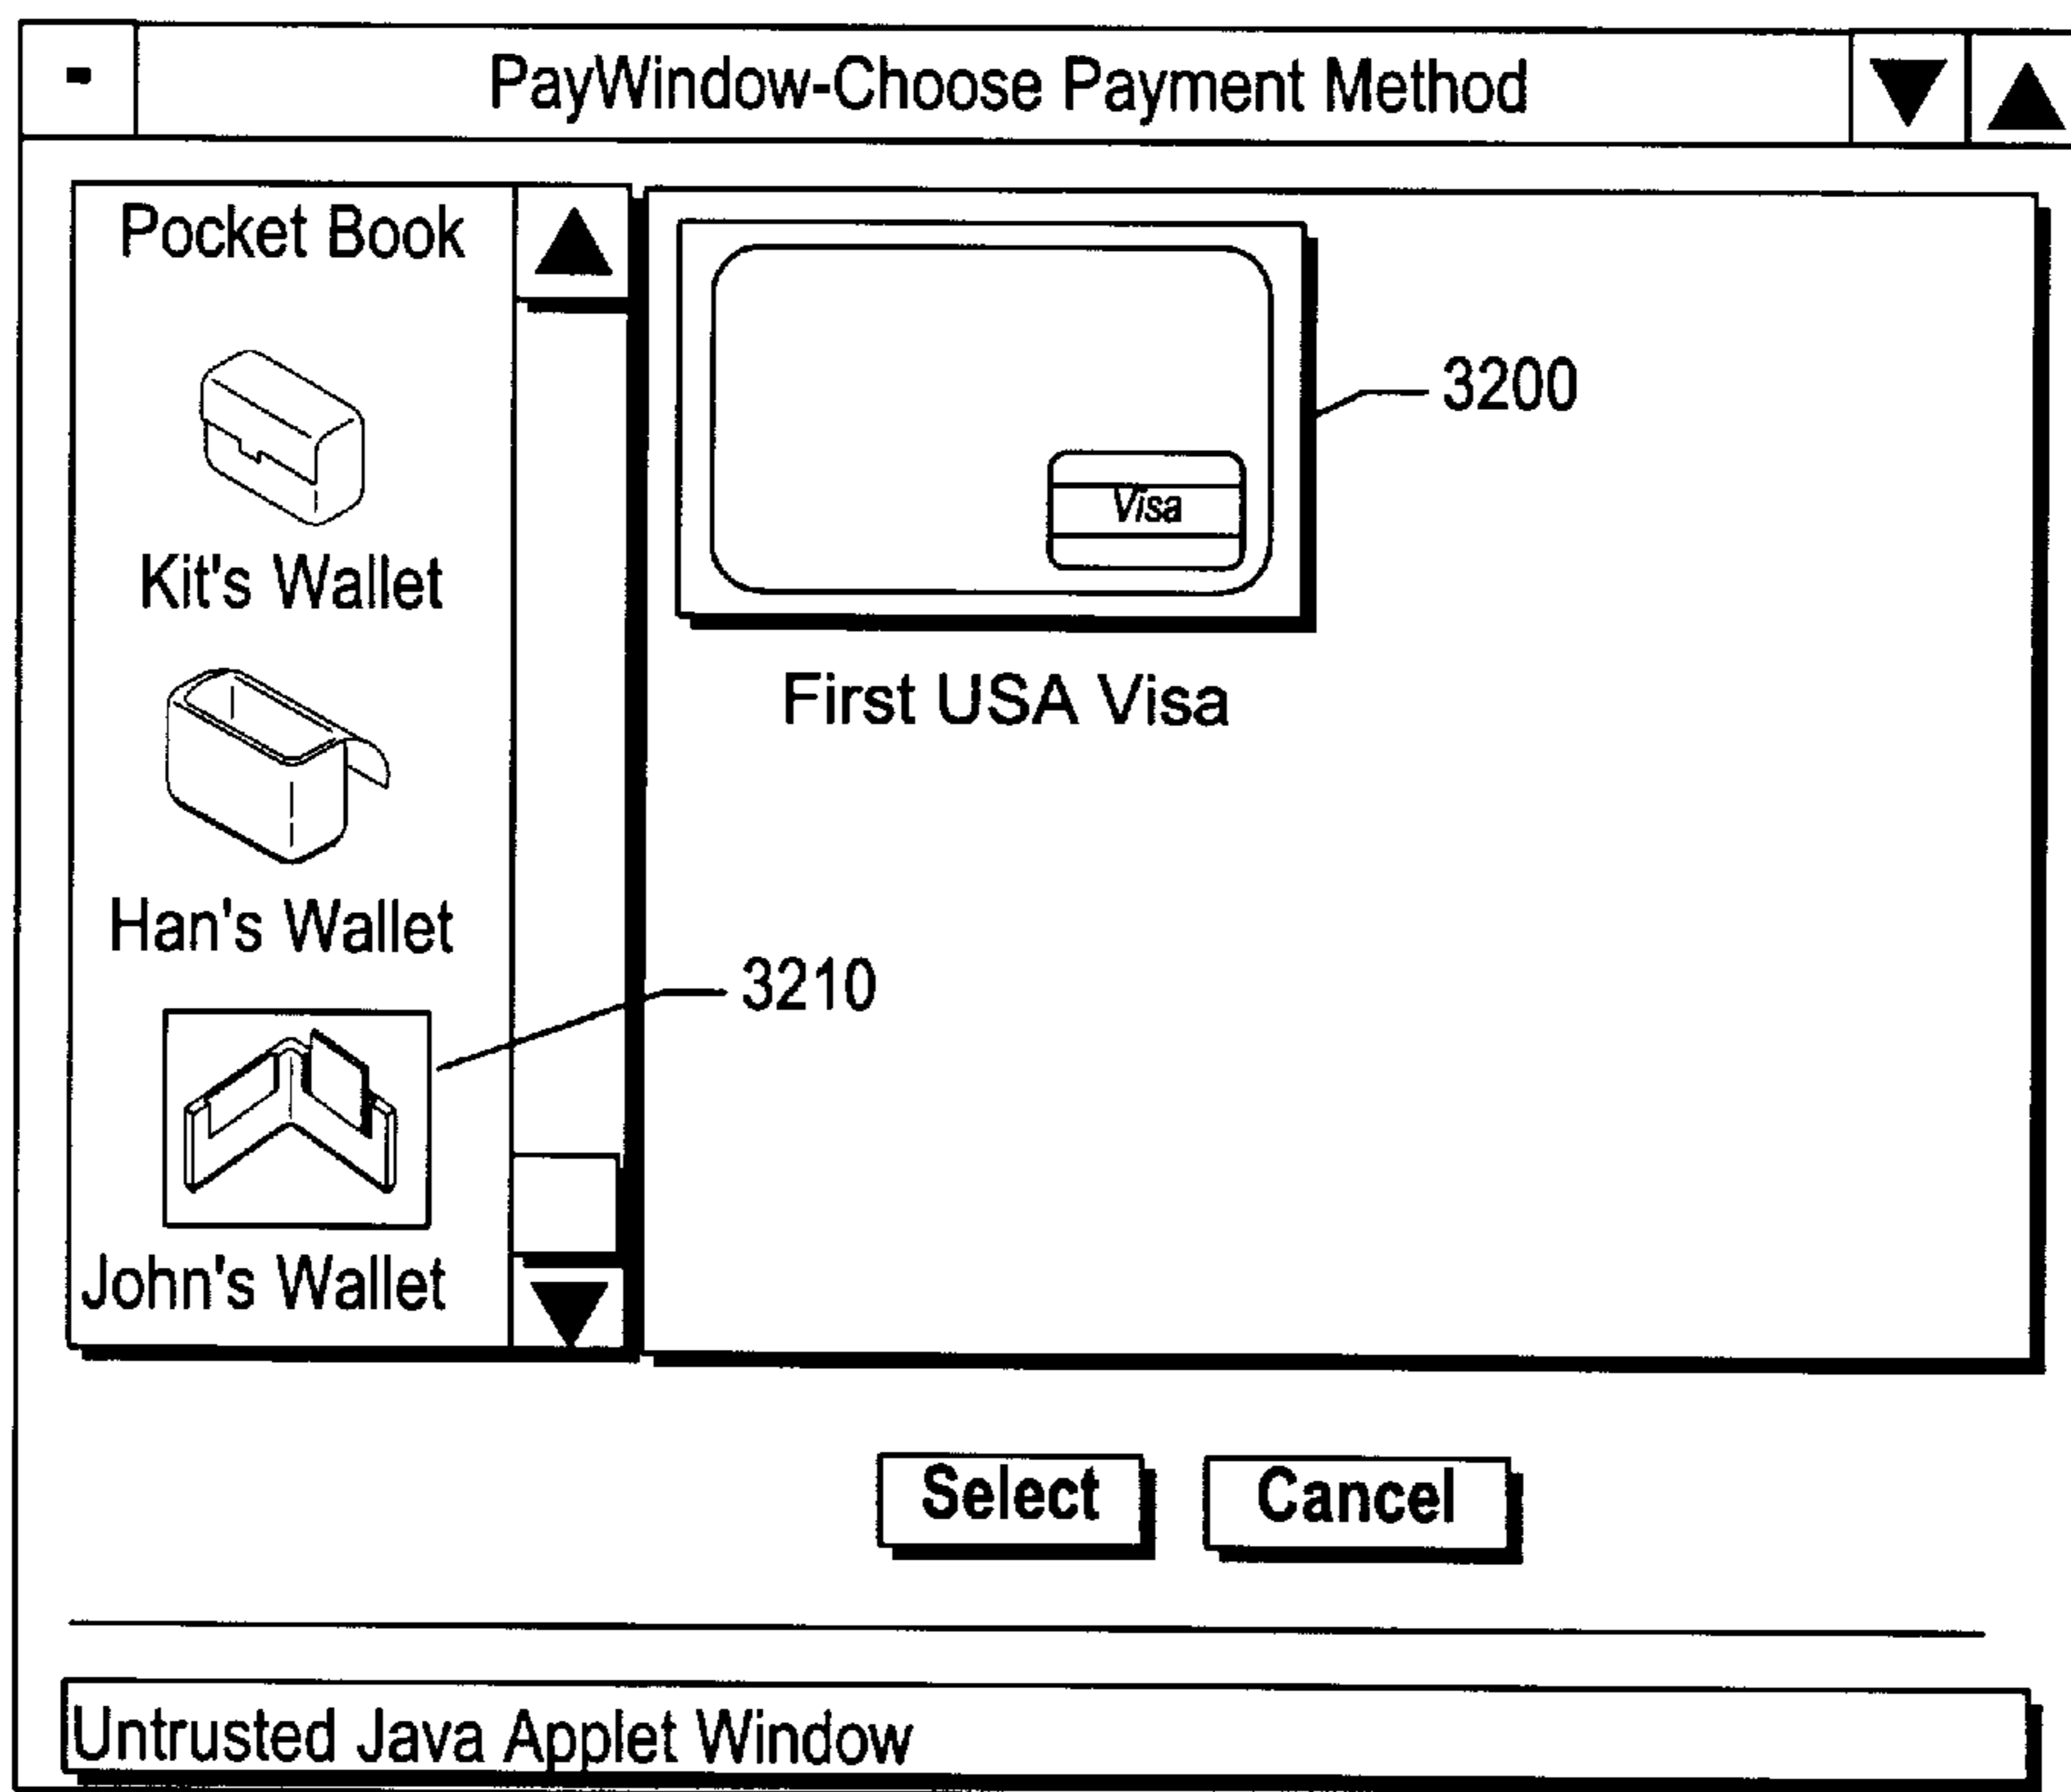 PayWindow-Choose Payment Method
Pocket Book
Kit's Wallet
Han's Wallet
John's Wallet
Visa
3200
First USA Visa
3210
Select
Cancel
Untrusted Java Applet Window